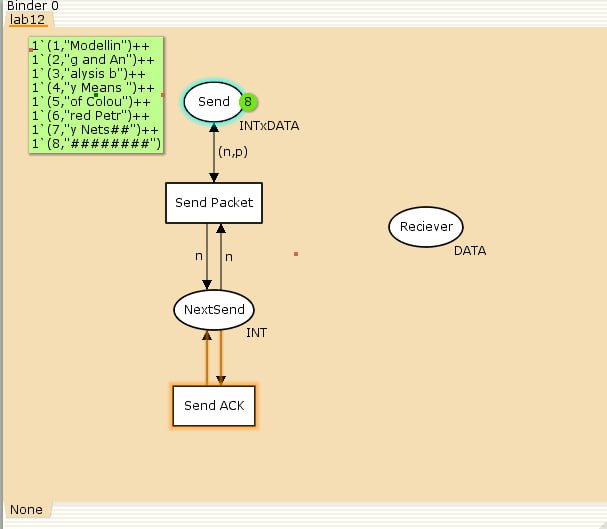 Binder 0
lab12
1`(1,"Modellin")++
1`(2,"g and An")++
1`(3,"alysis b")++
1`(4,"y Means ")++
1`(5,"of Colou")++
1`(6,"red Petr")++
1`(7,"y Nets##")++
1`(8,"########")
Send
8
INTxDATA
(n,p)
Send Packet
Reciever
DATA
n
n
NextSend
INT
Send ACK
None